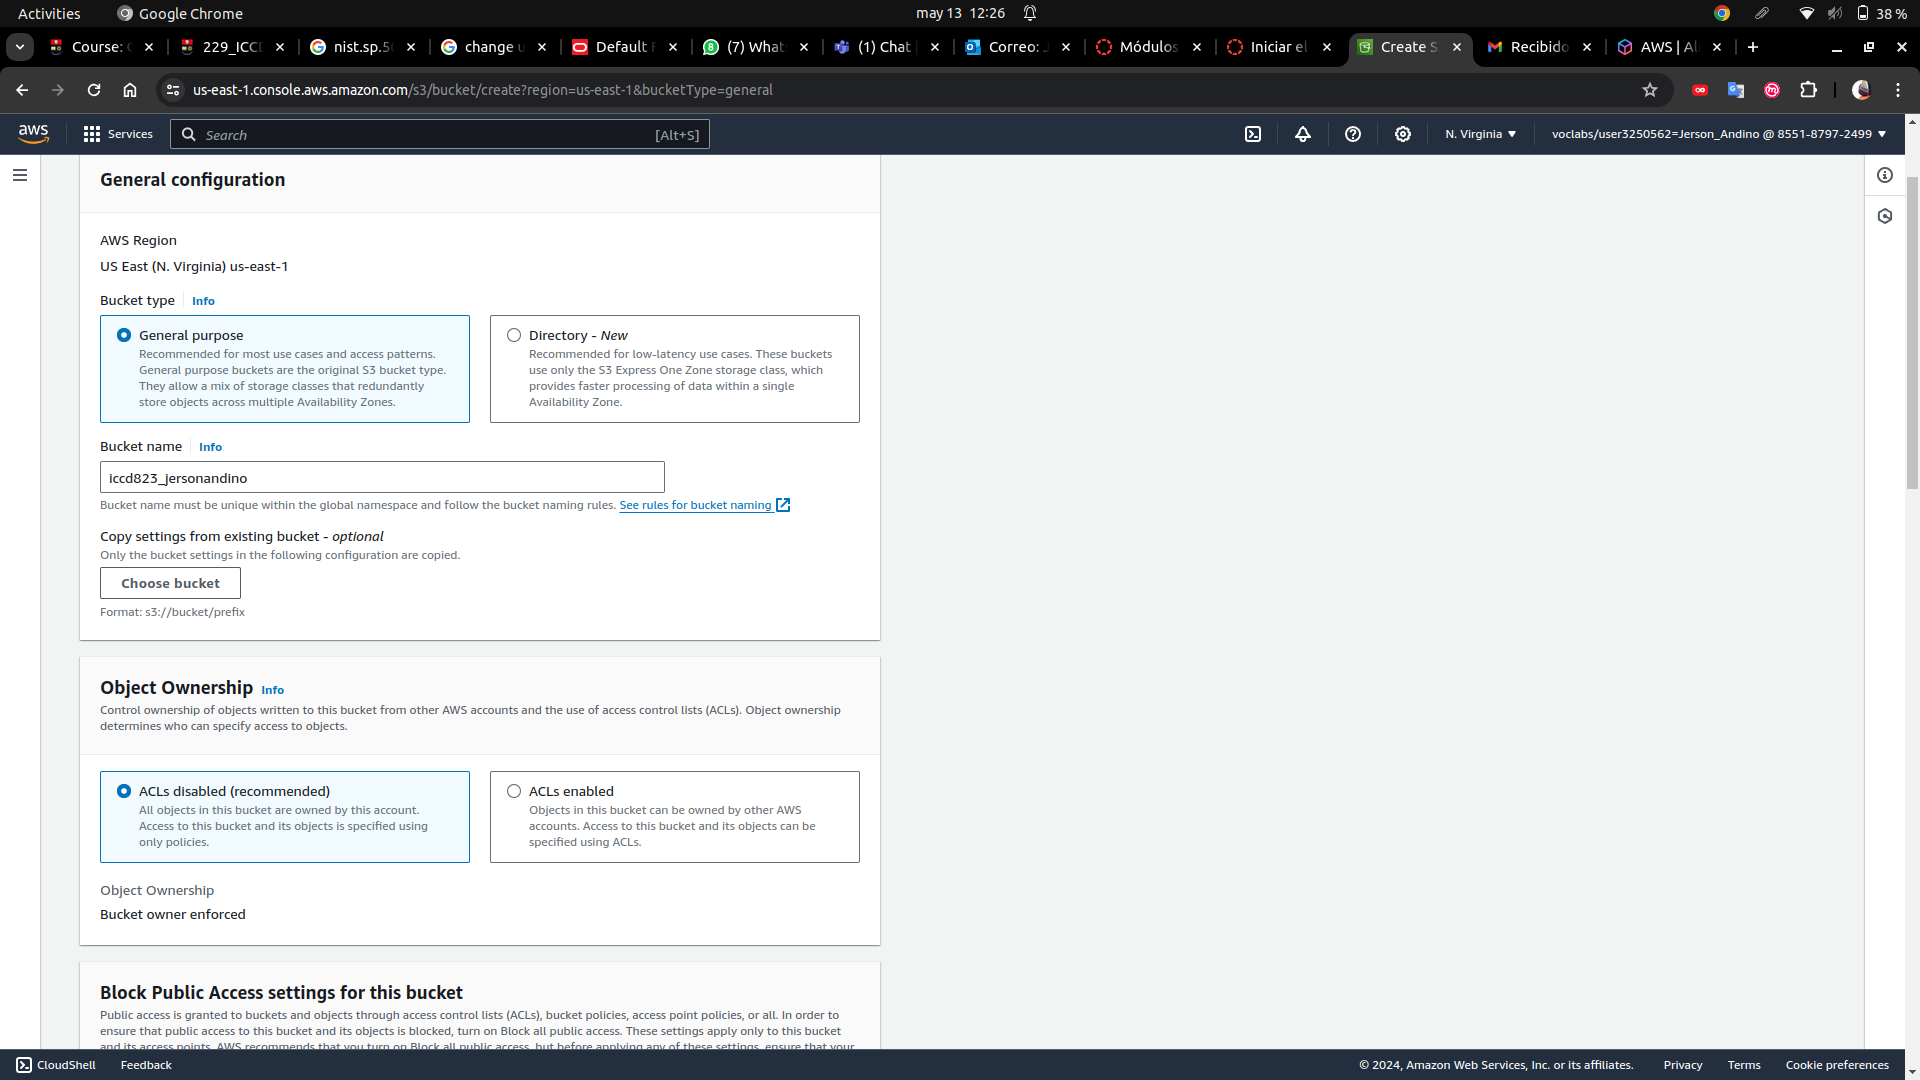 Activities
Google Chrome
may 13 12:26
38 %
Course:
229_ICC
nist.sp.5
change u
Default
(7) What
(1) Chat
Correo:
Módulos
Iniciar el
Create S
Recibido
AWS | Al
us-east-1.console.aws.amazon.com/s3/bucket/create?region=us-east-1&bucketType=general
aws
Services
Search
[Alt+S]
N. Virginia
voclabs/user3250562=Jerson_Andino @ 8551-8797-2499
General configuration
AWS Region
US East (N. Virginia) us-east-1
Bucket type
Info
General purpose
Recommended for most use cases and access patterns.
General purpose buckets are the original S3 bucket type.
They allow a mix of storage classes that redundantly
store objects across multiple Availability Zones.
Directory - New
Recommended for low-latency use cases. These buckets
use only the S3 Express One Zone storage class, which
provides faster processing of data within a single
Availability Zone.
Bucket name
Info
iccd823_jersonandino
Bucket name must be unique within the global namespace and follow the bucket naming rules. See rules for bucket naming
Copy settings from existing bucket - optional
Only the bucket settings in the following configuration are copied.
Choose bucket
Format: s3://bucket/prefix
Object Ownership Info
Control ownership of objects written to this bucket from other AWS accounts and the use of access control lists (ACLs). Object ownership
determines who can specify access to objects.
ACLs disabled (recommended)
All objects in this bucket are owned by this account.
Access to this bucket and its objects is specified using
only policies.
ACLs enabled
Objects in this bucket can be owned by other AWS
accounts. Access to this bucket and its objects can be
specified using ACLs.
Object Ownership
Bucket owner enforced
Block Public Access settings for this bucket
Public access is granted to buckets and objects through access control lists (ACLs), bucket policies, access point policies, or all. In order to
ensure that public access to this bucket and its objects is blocked, turn on Block all public access. These settings apply only to this bucket
and its access points. AWS recommends that you turn on Block all public access, but before applying any of these settings, ensure that your
CloudShell
Feedback
© 2024, Amazon Web Services, Inc. or its affiliates.
Privacy
Terms
Cookie preferences